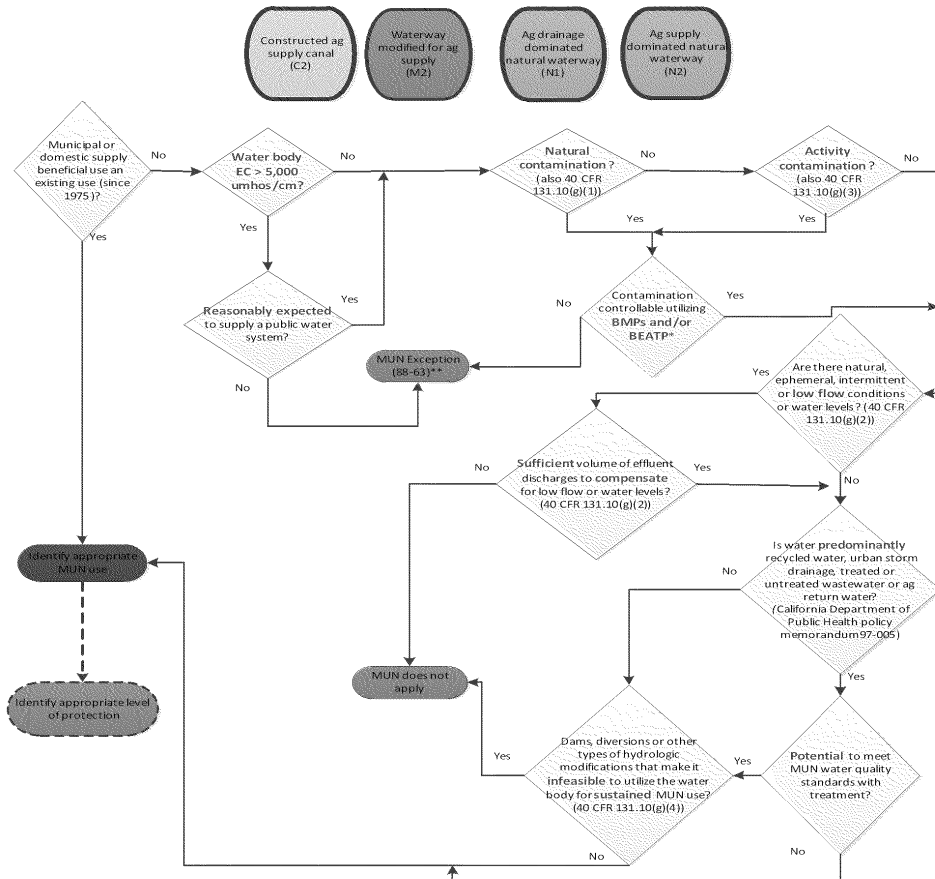 Constructed ag
supply canal
(C2)
Waterway
modified for ag
supply
(M2)
Ag drainage
dominated
natural waterway
(N1)
Ag supply
dominated natural
waterway
(N2)
Municipal or
domestic supply
beneficial use an
existing use (since
1975)?
No
Yes
Water body
EC > 5,000
umhos/cm?
No
Yes
Natural
contamination ?
(also 40 CFR
131.10(g)(1))
No
Yes
Activity
contamination ?
(also 40 CFR
131.10(g)(3))
No
Yes
Reasonably expected
to supply a public water
system?
Yes
No
MUN Exception
(88-63)**
Contamination
controllable utilizing
BMPs and/or
BEATP*
No
Yes
Are there natural,
ephemeral, intermittent
or low flow conditions
or water levels? (40 CFR
131.10(g)(2))
Yes
No
Sufficient volume of effluent
discharges to compensate
for low flow or water levels?
(40 CFR 131.10(g)(2))
No
Yes
Identify appropriate
MUN use
Is water predominantly
recycled water, urban storm
drainage, treated or
untreated wastewater or ag
return water?
(California Department of
Public Health policy
memorandum97-005)
No
Yes
MUN does not
apply
Identify appropriate level
of protection
Dams, diversions or other
types of hydrologic
modifications that make it
infeasible to utilize the water
body for sustained MUN use?
(40 CFR 131.10(g)(4))
Yes
No
Potential to meet
MUN water quality
standards with
treatment?
Yes
No